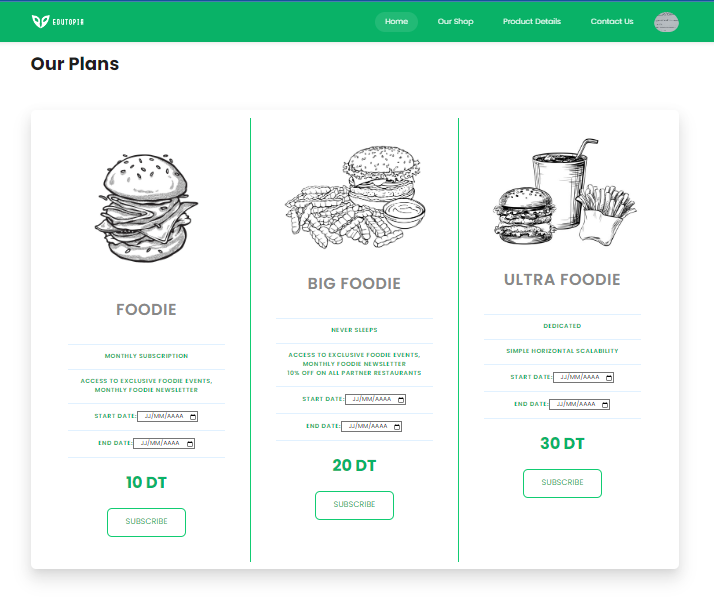 EDUTOPIA
Home
Our Shop
Product Details
Contact Us
Our Plans
FOODIE
MONTHLY SUBSCRIPTION
ACCESS TO EXCLUSIVE FOODIE EVENTS,
MONTHLY FOODIE NEWSLETTER
START DATE: JJ/MM/AAAA
END DATE: JJ/MM/AAAA
10 DT
SUBSCRIBE
BIG FOODIE
NEVER SLEEPS
ACCESS TO EXCLUSIVE FOODIE EVENTS,
MONTHLY FOODIE NEWSLETTER
10% OFF ON ALL PARTNER RESTAURANTS
START DATE: JJ/MM/AAAA
END DATE: JJ/MM/AAAA
20 DT
SUBSCRIBE
ULTRA FOODIE
DEDICATED
SIMPLE HORIZONTAL SCALABILITY
START DATE: JJ/MM/AAAA
END DATE: JJ/MM/AAAA
30 DT
SUBSCRIBE